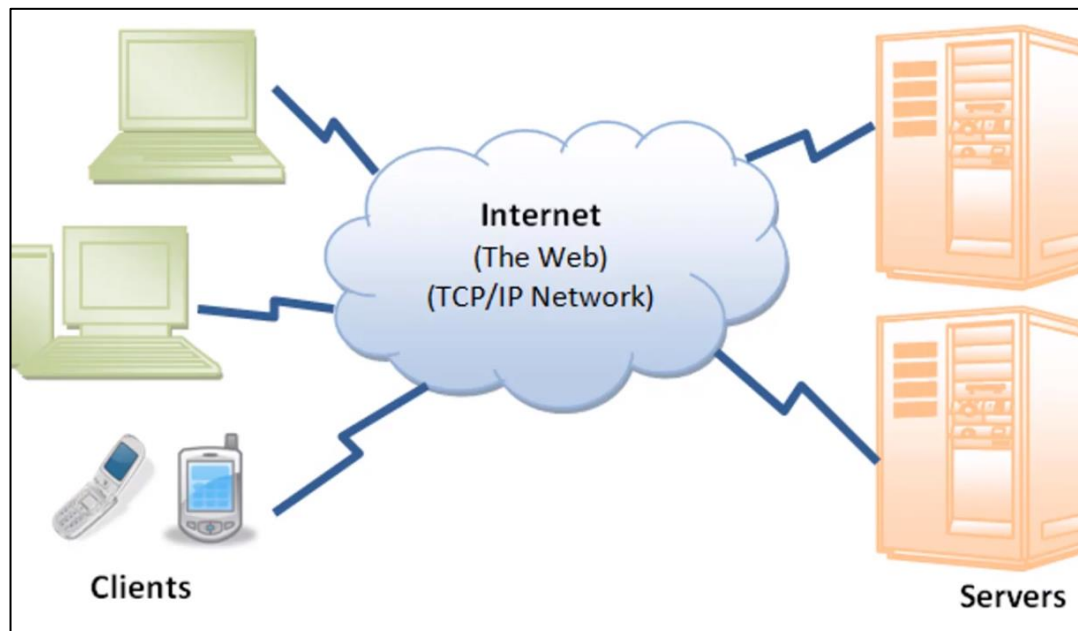 Internet
(The Web)
(TCP/IP Network)
Clients
Servers